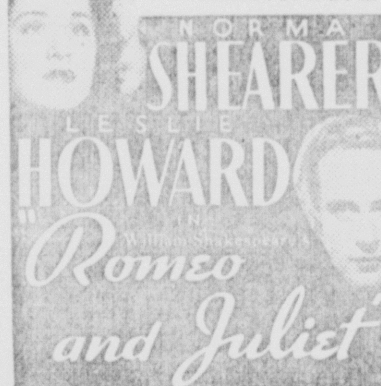 NORMA
SHEARER
LESLIE
HOWARD
IN
William Shakespeare's
"Romeo
and Juliet"